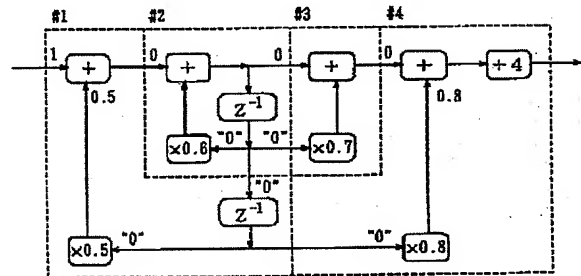 #1 #2 #3 #4
1 + 0 + 0 + 0 + +4
0.5 0.8
Z⁻¹
×0.6 "0" "0" ×0.7
"0"
Z⁻¹
×0.5 "0" "0" ×0.8